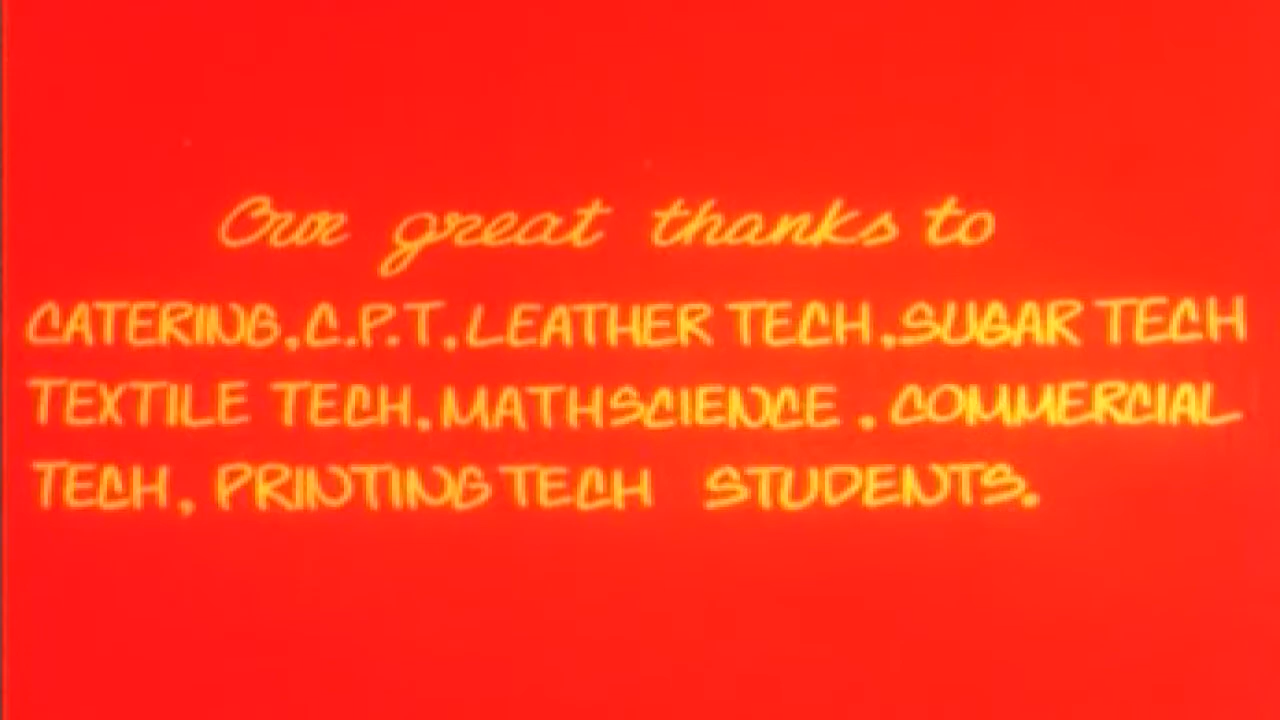 Our great thanks to
CATERING, C.P.T, LEATHER TECH, SUGAR TECH
TEXTILE TECH, MATHSCIENCE, COMMERCIAL
TECH, PRINTING TECH STUDENTS.